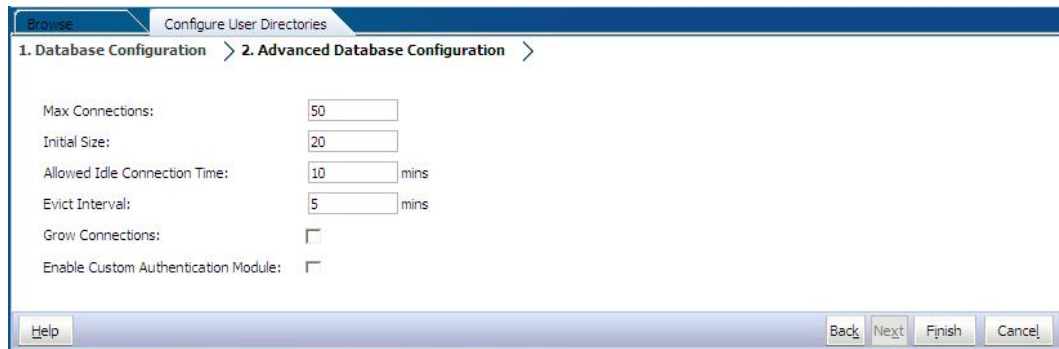 Browse Configure User Directories
1. Database Configuration 2. Advanced Database Configuration
Max Connections: 50
Initial Size: 20
Allowed Idle Connection Time: 10 mins
Evict Interval: 5 mins
Grow Connections:
Enable Custom Authentication Module:
Help Back Next Finish Cancel